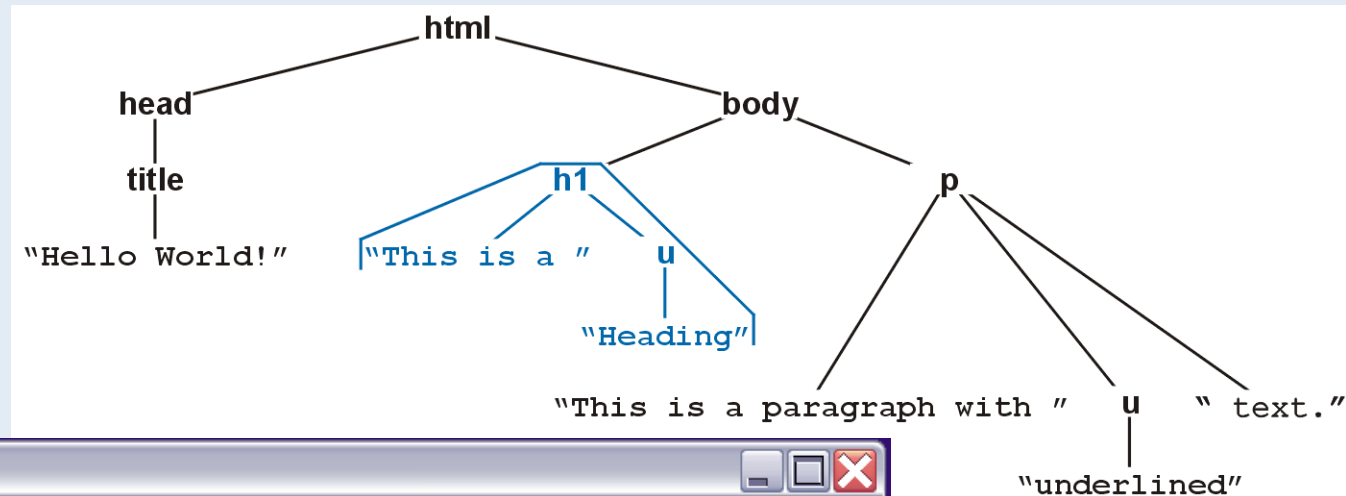 html
head body
title h1 p
“Hello World!” “This is a ” u
“Heading”
“This is a paragraph with ” u “ text.”
“underlined”